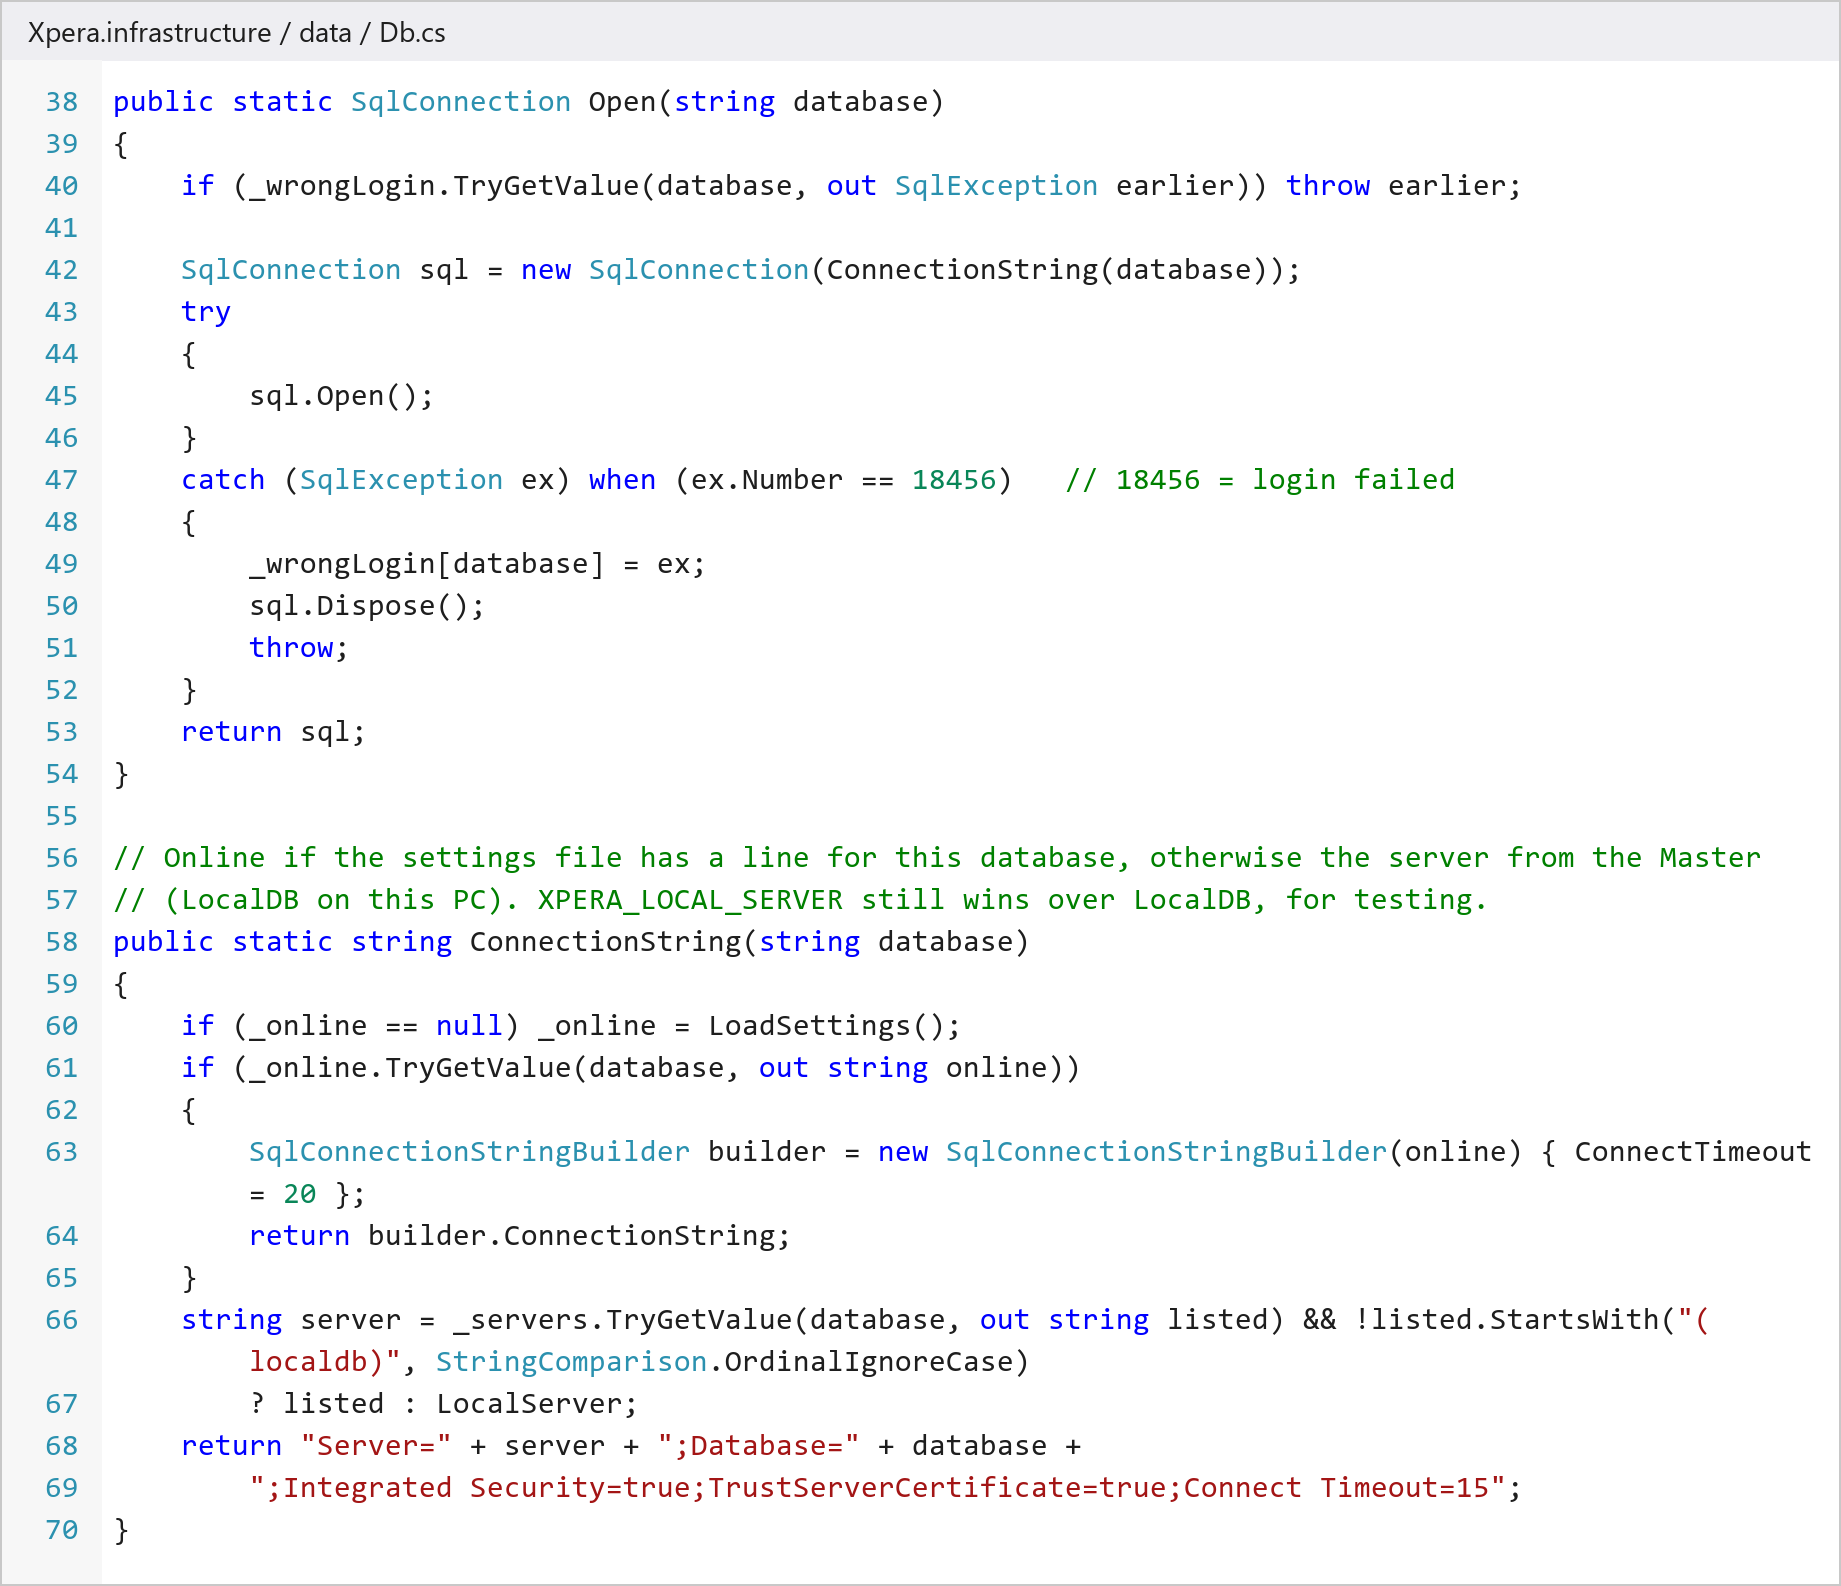 Xpera.infrastructure / data / Db.cs
38 public static SqlConnection Open(string database)
39 {
40     if (_wrongLogin.TryGetValue(database, out SqlException earlier)) throw earlier;
41
42     SqlConnection sql = new SqlConnection(ConnectionString(database));
43     try
44     {
45         sql.Open();
46     }
47     catch (SqlException ex) when (ex.Number == 18456)   // 18456 = login failed
48     {
49         _wrongLogin[database] = ex;
50         sql.Dispose();
51         throw;
52     }
53     return sql;
54 }
55
56 // Online if the settings file has a line for this database, otherwise the server from the Master
57 // (LocalDB on this PC). XPERA_LOCAL_SERVER still wins over LocalDB, for testing.
58 public static string ConnectionString(string database)
59 {
60     if (_online == null) _online = LoadSettings();
61     if (_online.TryGetValue(database, out string online))
62     {
63         SqlConnectionStringBuilder builder = new SqlConnectionStringBuilder(online) { ConnectTimeout
        = 20 };
64         return builder.ConnectionString;
65     }
66     string server = _servers.TryGetValue(database, out string listed) && !listed.StartsWith("(
        localdb)", StringComparison.OrdinalIgnoreCase)
67         ? listed : LocalServer;
68     return "Server=" + server + ";Database=" + database +
69         ";Integrated Security=true;TrustServerCertificate=true;Connect Timeout=15";
70 }